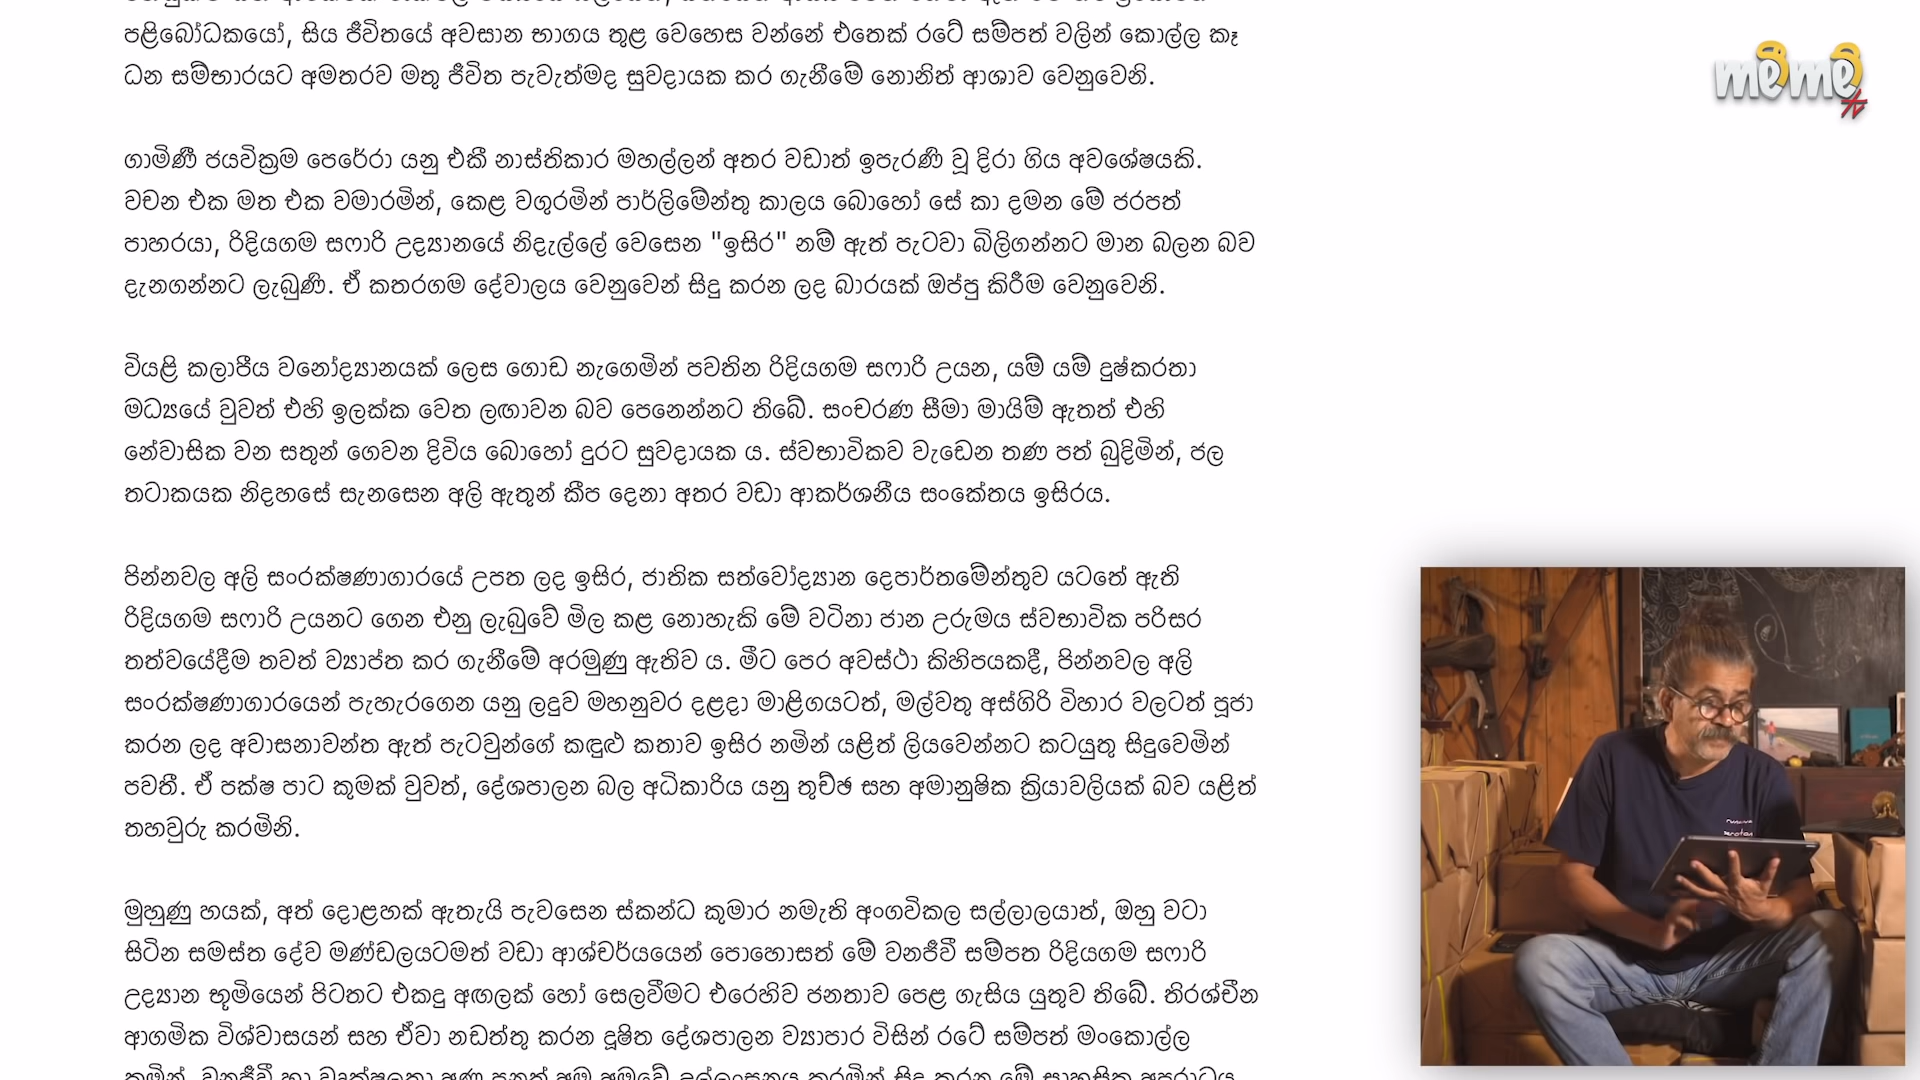 පළිබෝධකයෝ, සිය ජීවිතයේ අවසාන භාගය තුළ වෙහෙස වන්නේ එතෙක් රටේ සම්පත් වලින් කොල්ල කෑ
ධන සම්භාරයට අමතරව මතු ජීවිත පැවැත්මද සුවදායක කර ගැනීමේ නොනිත් ආශාව වෙනුවෙනි.
ගාමිණී ජයවික්‍රම පෙරේරා යනු එකී නාස්තිකාර මහල්ලන් අතර වඩාත් ඉපැරණි වූ දිරා ගිය අවශේෂයකි.
වචන එක මත එක වමාරමින්, කෙළ වගුරමින් පාර්ලිමේන්තු කාලය බොහෝ සේ කා දමන මේ ජරපත්
පාහරයා, රිදියගම සෆාරි උද්‍යානයේ නිදැල්ලේ වෙසෙන "ඉසිර" නම් ඇත් පැටවා බිලිගන්නට මාන බලන බව
දැනගන්නට ලැබුණි. ඒ කතරගම දේවාලය වෙනුවෙන් සිදු කරන ලද බාරයක් ඔප්පු කිරීම වෙනුවෙනි.
වියළි කලාපීය වනෝද්‍යානයක් ලෙස ගොඩ නැගෙමින් පවතින රිදියගම සෆාරි උයන, යම් යම් දුෂ්කරතා
මධ්‍යයේ වුවත් එහි ඉලක්ක වෙත ලඟාවන බව පෙනෙන්නට තිබේ. සංචරණ සීමා මායිම් ඇතත් එහි
නේවාසික වන සතුන් ගෙවන දිවිය බොහෝ දුරට සුවදායක ය. ස්වභාවිකව වැඩෙන තණ පත් බුදිමින්, ජල
තටාකයක නිදහසේ සැනසෙන අලි ඇතුන් කීප දෙනා අතර වඩා ආකර්ශනීය සංකේතය ඉසිරය.
පින්නවල අලි සංරක්ෂණාගාරයේ උපත ලද ඉසිර, ජාතික සත්වෝද්‍යාන දෙපාර්තමේන්තුව යටතේ ඇති
රිදියගම සෆාරි උයනට ගෙන එනු ලැබුවේ මිල කළ නොහැකි මේ වටිනා ජාන උරුමය ස්වභාවික පරිසර
තත්වයේදීම තවත් ව්‍යාප්ත කර ගැනීමේ අරමුණු ඇතිව ය. මීට පෙර අවස්ථා කිහිපයකදී, පින්නවල අලි
සංරක්ෂණාගාරයෙන් පැහැරගෙන යනු ලදුව මහනුවර දළදා මාළිගයටත්, මල්වතු අස්ගිරි විහාර වලටත් පූජා
කරන ලද අවාසනාවන්ත ඇත් පැටවුන්ගේ කඳුළු කතාව ඉසිර නමින් යළිත් ලියවෙන්නට කටයුතු සිදුවෙමින්
පවතී. ඒ පක්ෂ පාට කුමක් වුවත්, දේශපාලන බල අධිකාරිය යනු තුච්ඡ සහ අමානුෂික ක්‍රියාවලියක් බව යළිත්
තහවුරු කරමිනි.
මුහුණු හයක්, අත් දොළහක් ඇතැයි පැවසෙන ස්කන්ධ කුමාර නමැති අංගවිකල සල්ලාලයාත්, ඔහු වටා
සිටින සමස්ත දේව මණ්ඩලයටමත් වඩා ආශ්චර්යයෙන් පොහොසත් මේ වනජීවී සම්පත රිදියගම සෆාරි
උද්‍යාන භූමියෙන් පිටතට එකදු අඟලක් හෝ සෙලවීමට එරෙහිව ජනතාව පෙළ ගැසිය යුතුව තිබේ. තිරශ්චීන
ආගමික විශ්වාසයන් සහ ඒවා නඩත්තු කරන දූෂිත දේශපාලන ව්‍යාපාර විසින් රටේ සම්පත් මංකොල්ල
meme tv